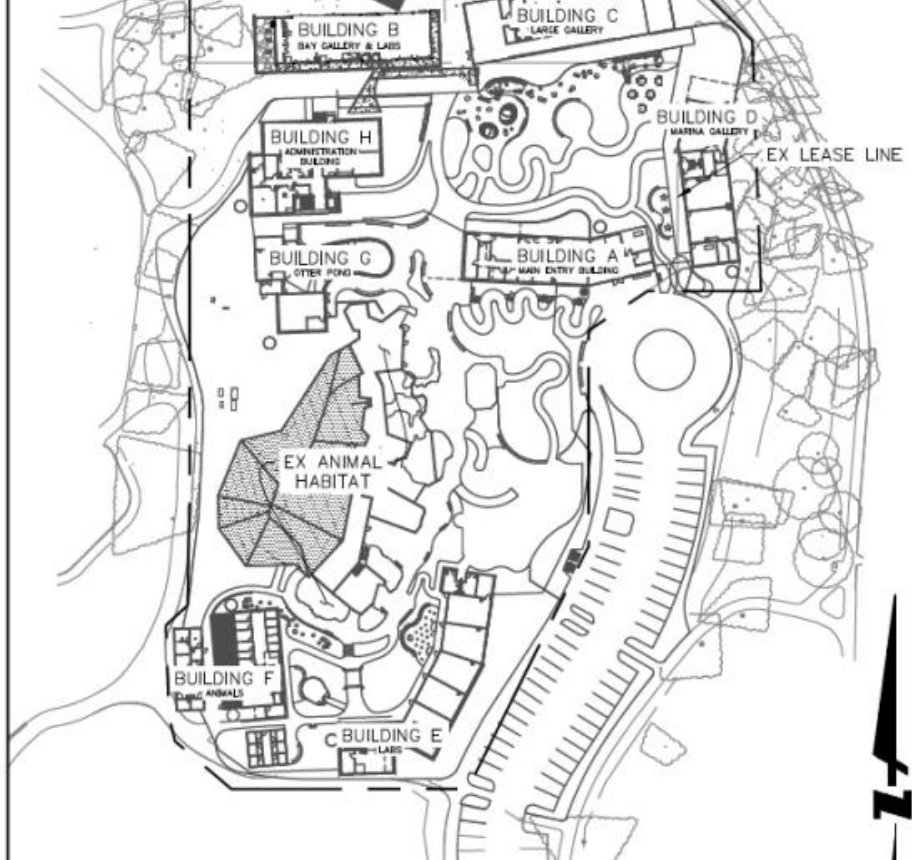 BUILDING B
BAY GALLERY & LABS
BUILDING C
LARGE GALLERY
BUILDING D
MARINA GALLERY
EX LEASE LINE
BUILDING H
ADMINISTRATION
BUILDING
BUILDING G
OTTER POND
BUILDING A
MAIN ENTRY BUILDING
EX ANIMAL
HABITAT
BUILDING F
ANIMALS
BUILDING E
LABS
N